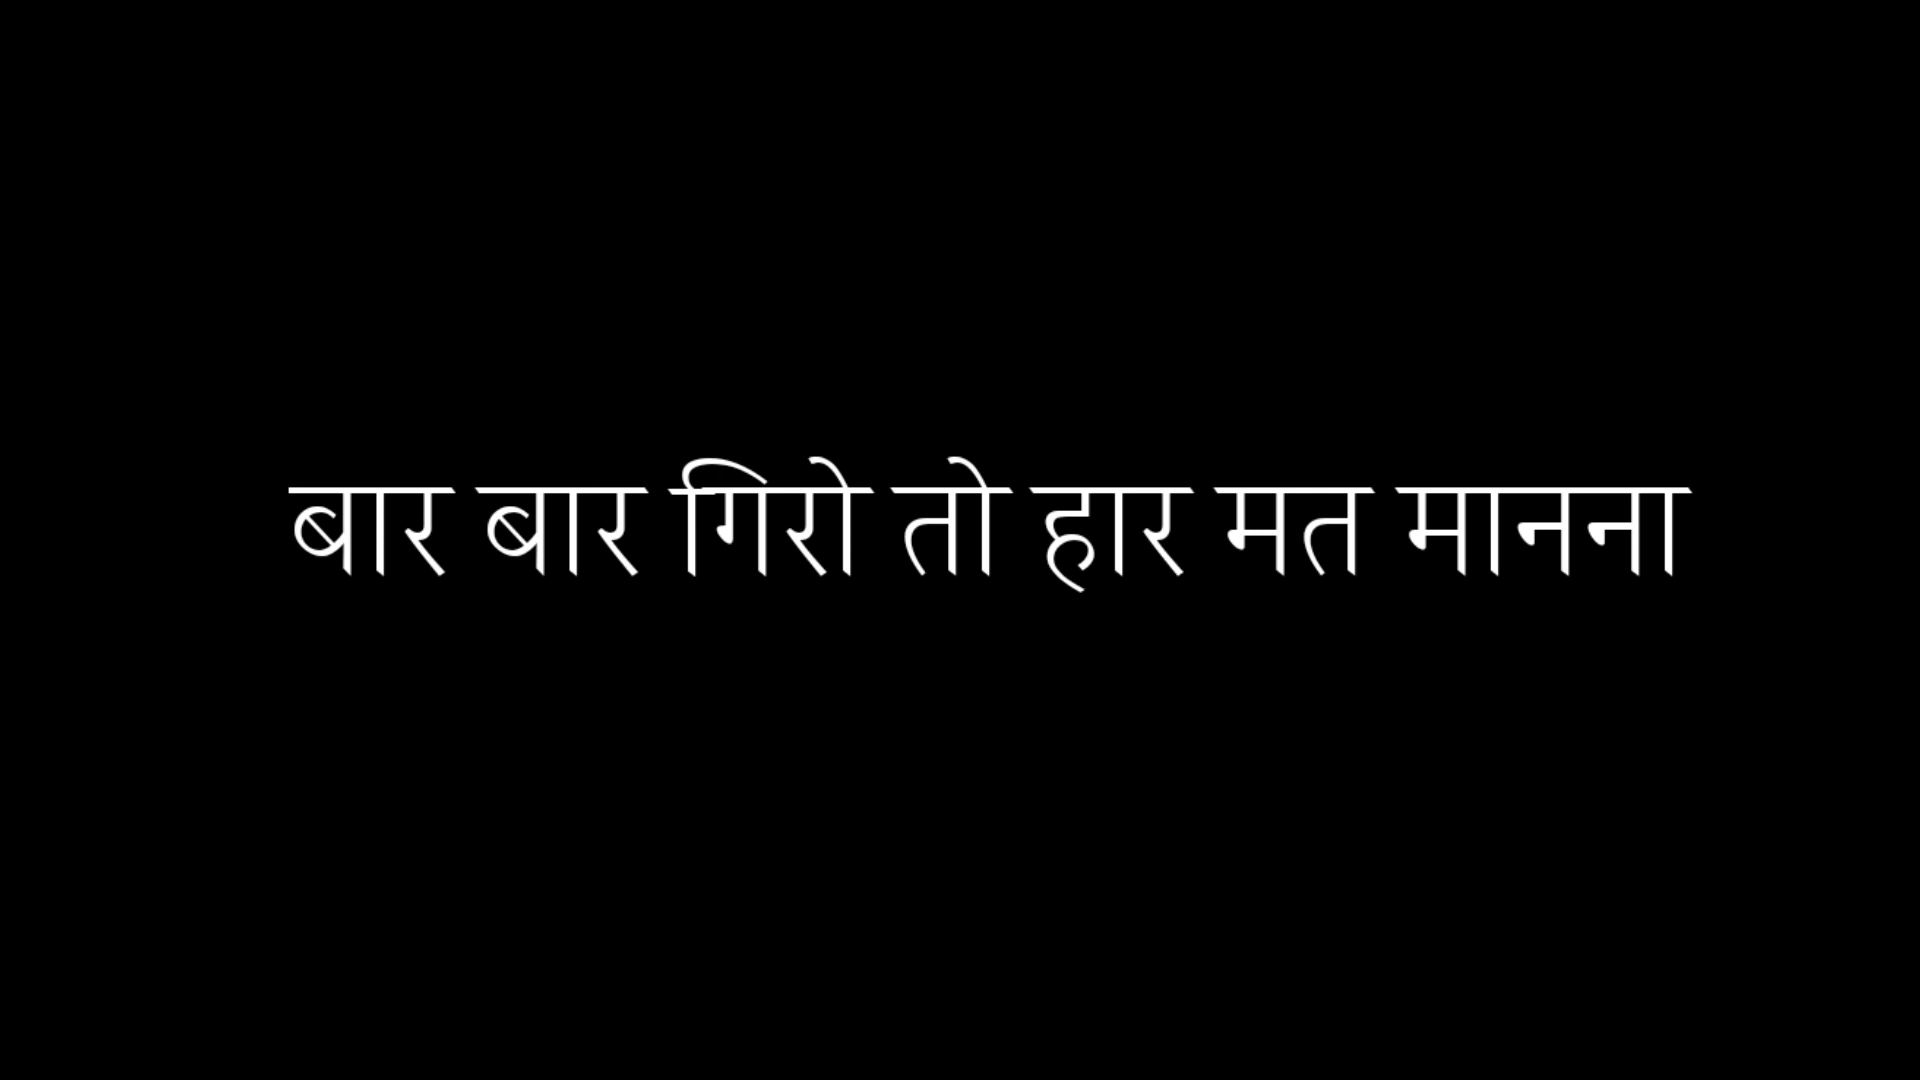 बार बार गिरो तो हार मत मानना